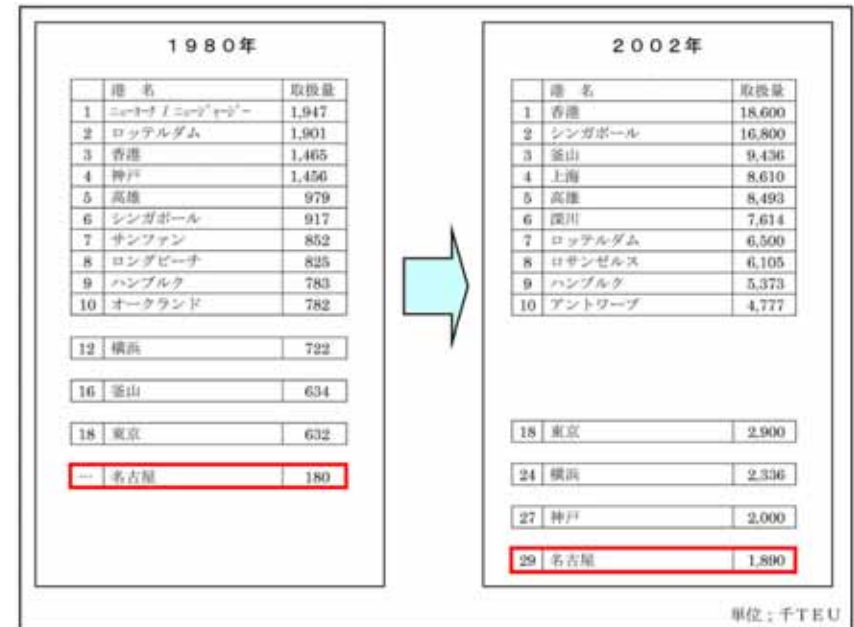 1980年
港 名 取扱量
1 ニューヨーク / ニュージャージー 1,947
2 ロッテルダム 1,901
3 香港 1,465
4 神戸 1,456
5 高雄 979
6 シンガポール 917
7 サンファン 852
8 ロングビーチ 825
9 ハンブルク 783
10 オークランド 782
12 横浜 722
16 釜山 634
18 東京 632
… 名古屋 180
2002年
港 名 取扱量
1 香港 18,600
2 シンガポール 16,800
3 釜山 9,436
4 上海 8,610
5 高雄 8,493
6 深川 7,614
7 ロッテルダム 6,500
8 ロサンゼルス 6,105
9 ハンブルク 5,373
10 アントワープ 4,777
18 東京 2,900
24 横浜 2,336
27 神戸 2,000
29 名古屋 1,890
単位；千TEU